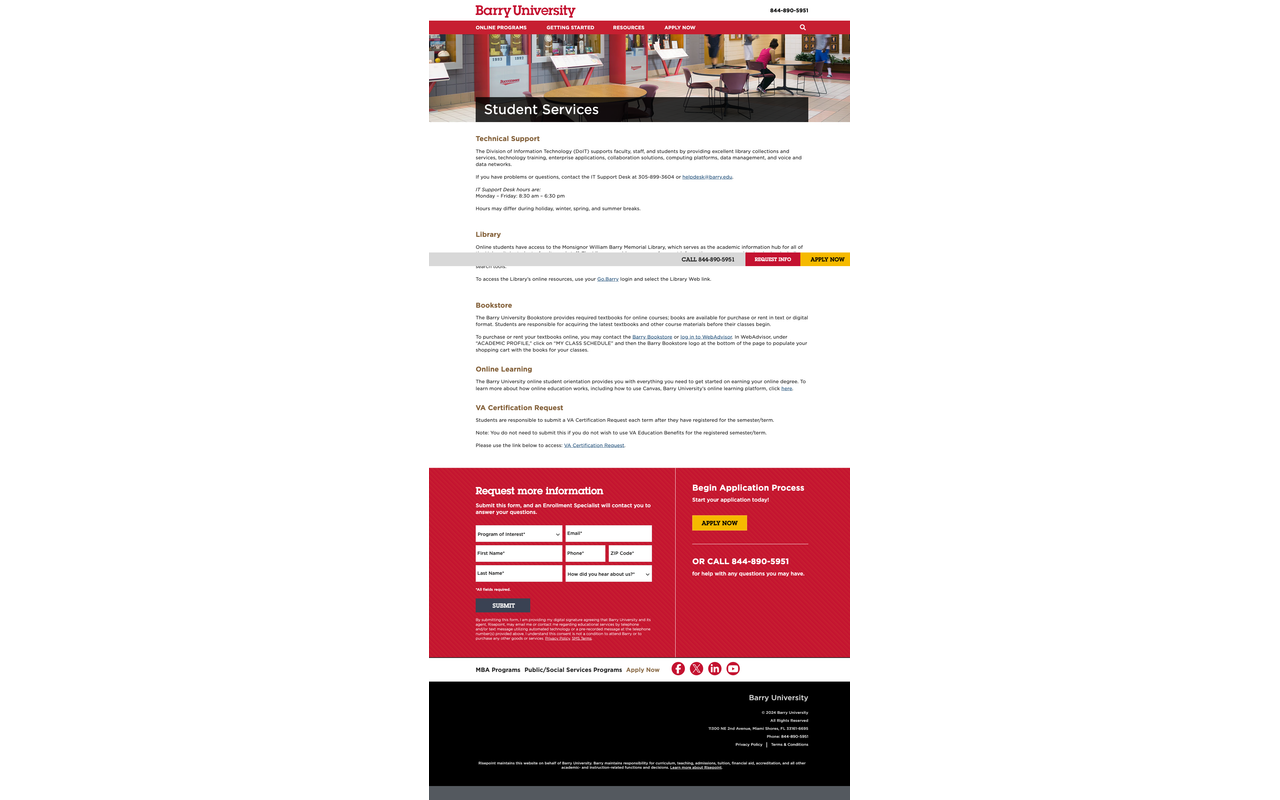 Barry University
844-890-5951
ONLINE PROGRAMS GETTING STARTED RESOURCES APPLY NOW
Student Services
Technical Support
The Division of Information Technology (DoIT) supports faculty, staff, and students by providing excellent library collections and
services, technology training, enterprise applications, collaboration solutions, computing platforms, data management, and voice and
data networks.
If you have problems or questions, contact the IT Support Desk at 305-899-3604 or helpdesk@barry.edu.
IT Support Desk hours are:
Monday – Friday: 8:30 am – 6:30 pm
Hours may differ during holiday, winter, spring, and summer breaks.
Library
Online students have access to the Monsignor William Barry Memorial Library, which serves as the academic information hub for all of
CALL 844-890-5951 REQUEST INFO APPLY NOW
search tools.
To access the Library's online resources, use your Go.Barry login and select the Library Web link.
Bookstore
The Barry University Bookstore provides required textbooks for online courses; books are available for purchase or rent in text or digital
format. Students are responsible for acquiring the latest textbooks and other course materials before their classes begin.
To purchase or rent your textbooks online, you may contact the Barry Bookstore or log in to WebAdvisor. In WebAdvisor, under
"ACADEMIC PROFILE," click on "MY CLASS SCHEDULE" and then the Barry Bookstore logo at the bottom of the page to populate your
shopping cart with the books for your classes.
Online Learning
The Barry University online student orientation provides you with everything you need to get started on earning your online degree. To
learn more about how online education works, including how to use Canvas, Barry University's online learning platform, click here.
VA Certification Request
Students are responsible to submit a VA Certification Request each term after they have registered for the semester/term.
Note: You do not need to submit this if you do not wish to use VA Education Benefits for the registered semester/term.
Please use the link below to access: VA Certification Request.
Request more information
Submit this form, and an Enrollment Specialist will contact you to
answer your questions.
Program of Interest* Email*
First Name* Phone* ZIP Code*
Last Name* How did you hear about us?*
*All fields required.
SUBMIT
By submitting this form, I am providing my digital signature agreeing that Barry University and its
agent, Risepoint, may email me or contact me regarding educational services by telephone
and/or text message utilizing automated technology or a pre-recorded message at the telephone
number(s) provided above. I understand this consent is not a condition to attend Barry or to
purchase any other goods or services. Privacy Policy. SMS Terms.
Begin Application Process
Start your application today!
APPLY NOW
OR CALL 844-890-5951
for help with any questions you may have.
MBA Programs Public/Social Services Programs Apply Now
Barry University
© 2024 Barry University
All Rights Reserved
11300 NE 2nd Avenue, Miami Shores, FL 33161-6695
Phone: 844-890-5951
Privacy Policy | Terms & Conditions
Risepoint maintains this website on behalf of Barry University. Barry maintains responsibility for curriculum, teaching, admissions, tuition, financial aid, accreditation, and all other
academic- and instruction-related functions and decisions. Learn more about Risepoint.